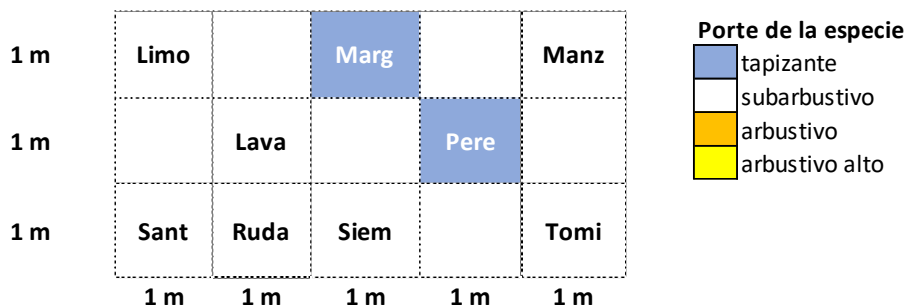 1 m Limo Marg Manz
1 m Lava Pere
1 m Sant Ruda Siem Tomi
1 m 1 m 1 m 1 m 1 m
Porte de la especie
tapizante
subarbustivo
arbustivo
arbustivo alto